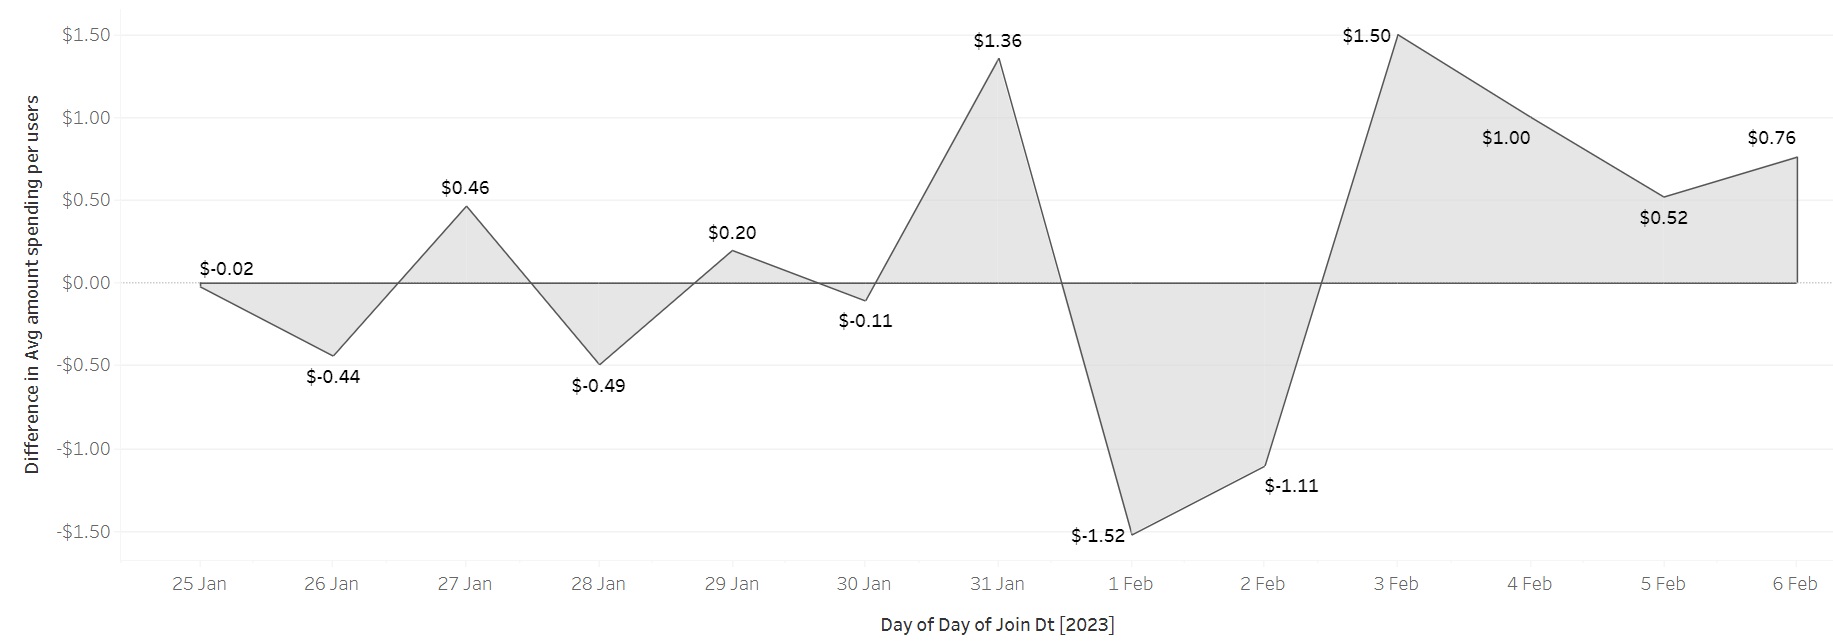 Difference in Avg amount spending per users
$1.50
$1.00
$0.50
$0.00
-$0.50
-$1.00
-$1.50
$-0.02
$-0.44
$0.46
$-0.49
$0.20
$-0.11
$1.36
$-1.52
$-1.11
$1.50
$1.00
$0.52
$0.76
25 Jan
26 Jan
27 Jan
28 Jan
29 Jan
30 Jan
31 Jan
1 Feb
2 Feb
3 Feb
4 Feb
5 Feb
6 Feb
Day of Day of Join Dt [2023]